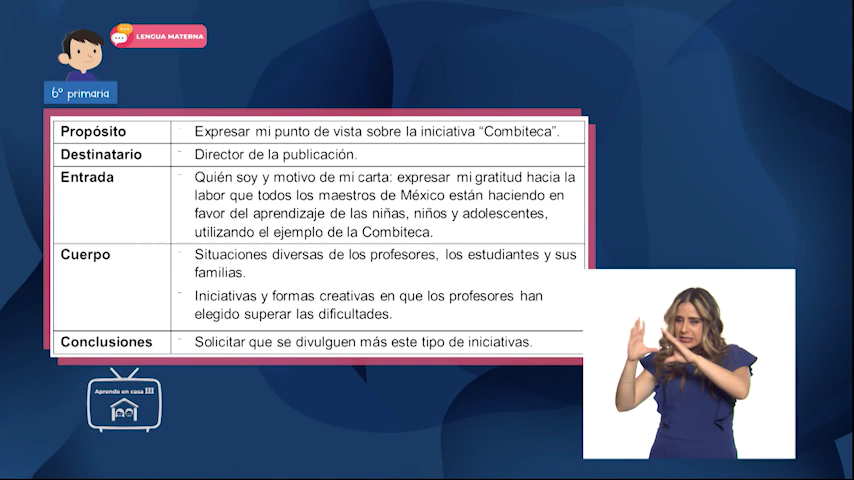 LENGUA MATERNA
6º primaria
Propósito
Expresar mi punto de vista sobre la iniciativa “Combiteca”.
Destinatario
Director de la publicación.
Entrada
Quién soy y motivo de mi carta: expresar mi gratitud hacia la
labor que todos los maestros de México están haciendo en
favor del aprendizaje de las niñas, niños y adolescentes,
utilizando el ejemplo de la Combiteca.
Cuerpo
Situaciones diversas de los profesores, los estudiantes y sus
familias.
Iniciativas y formas creativas en que los profesores han
elegido superar las dificultades.
Conclusiones
Solicitar que se divulguen más este tipo de iniciativas.
Aprende en casa III